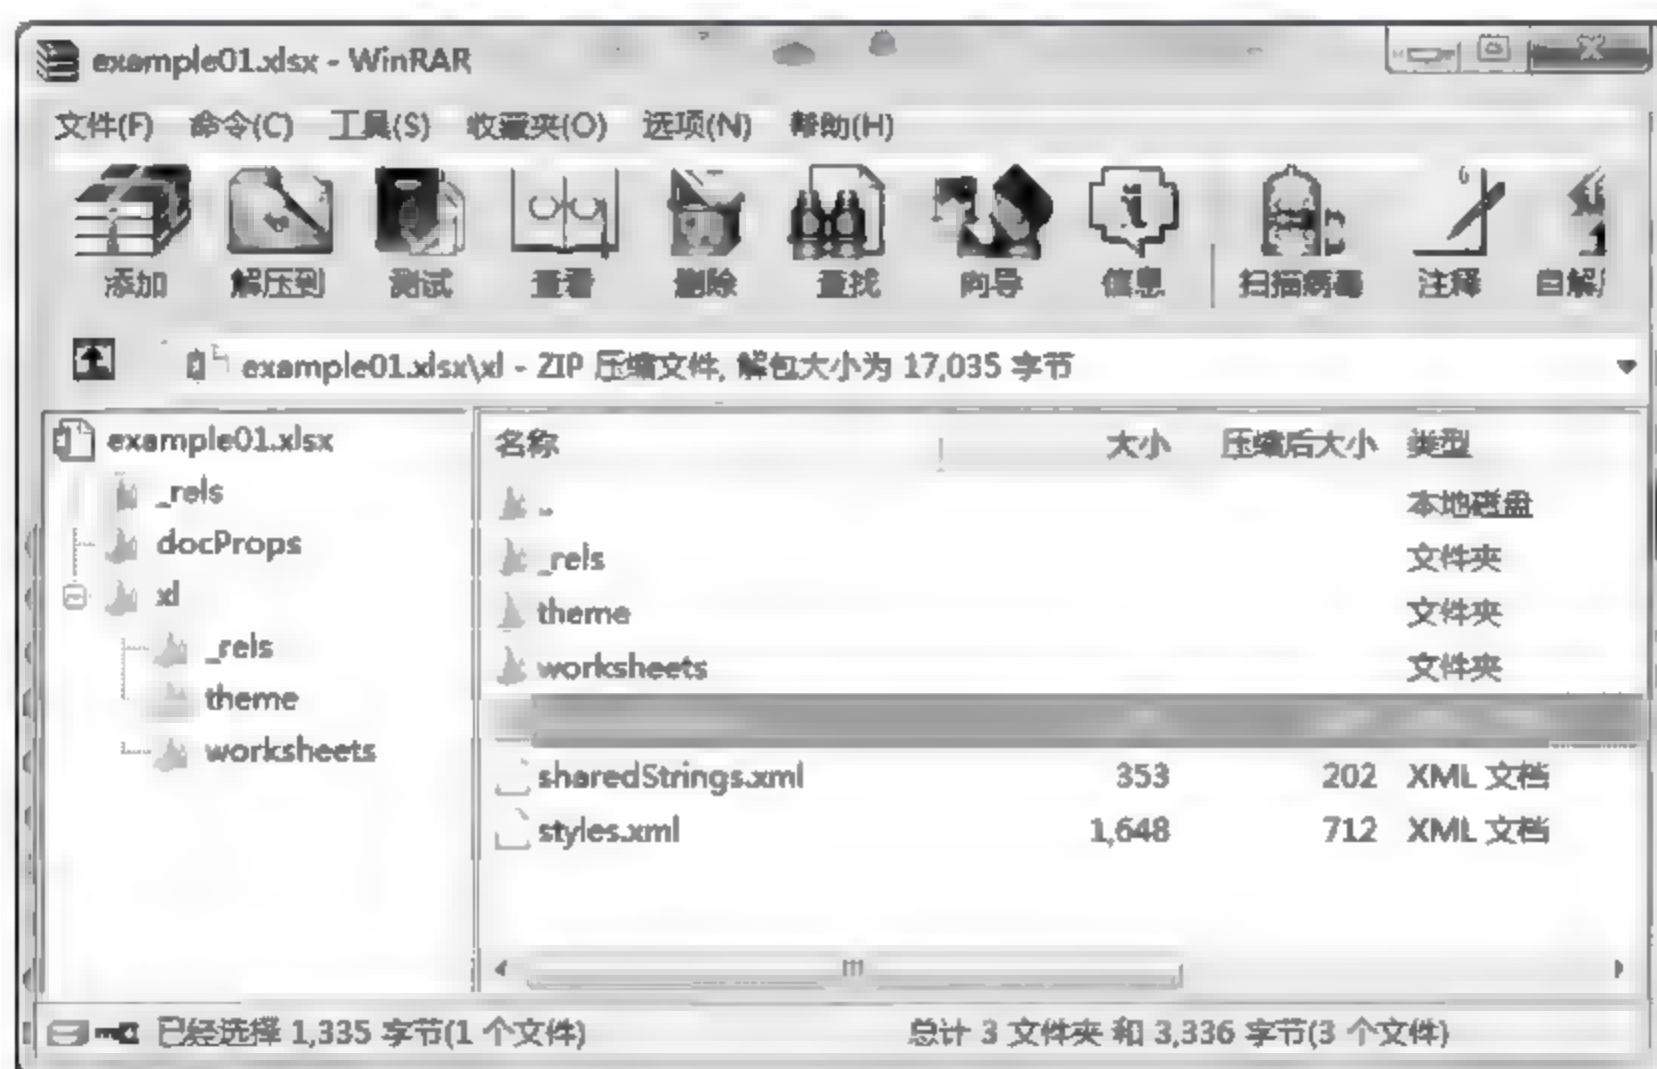 example01.xlsx - WinRAR
文件(F) 命令(C) 工具(S) 收藏夹(O) 选项(N) 帮助(H)
添加 解压到 测试 查看 删除 查找 向导 信息 扫描病毒 注释 自解
example01.xlsx\xl - ZIP 压缩文件, 解包大小为 17,035 字节
example01.xlsx
_rels
docProps
xl
_rels
theme
worksheets
名称 大小 压缩后大小 类型
.. 本地磁盘
_rels 文件夹
theme 文件夹
worksheets 文件夹
sharedStrings.xml 353 202 XML 文档
styles.xml 1,648 712 XML 文档
已经选择 1,335 字节(1 个文件)
总计 3 文件夹 和 3,336 字节(3 个文件)